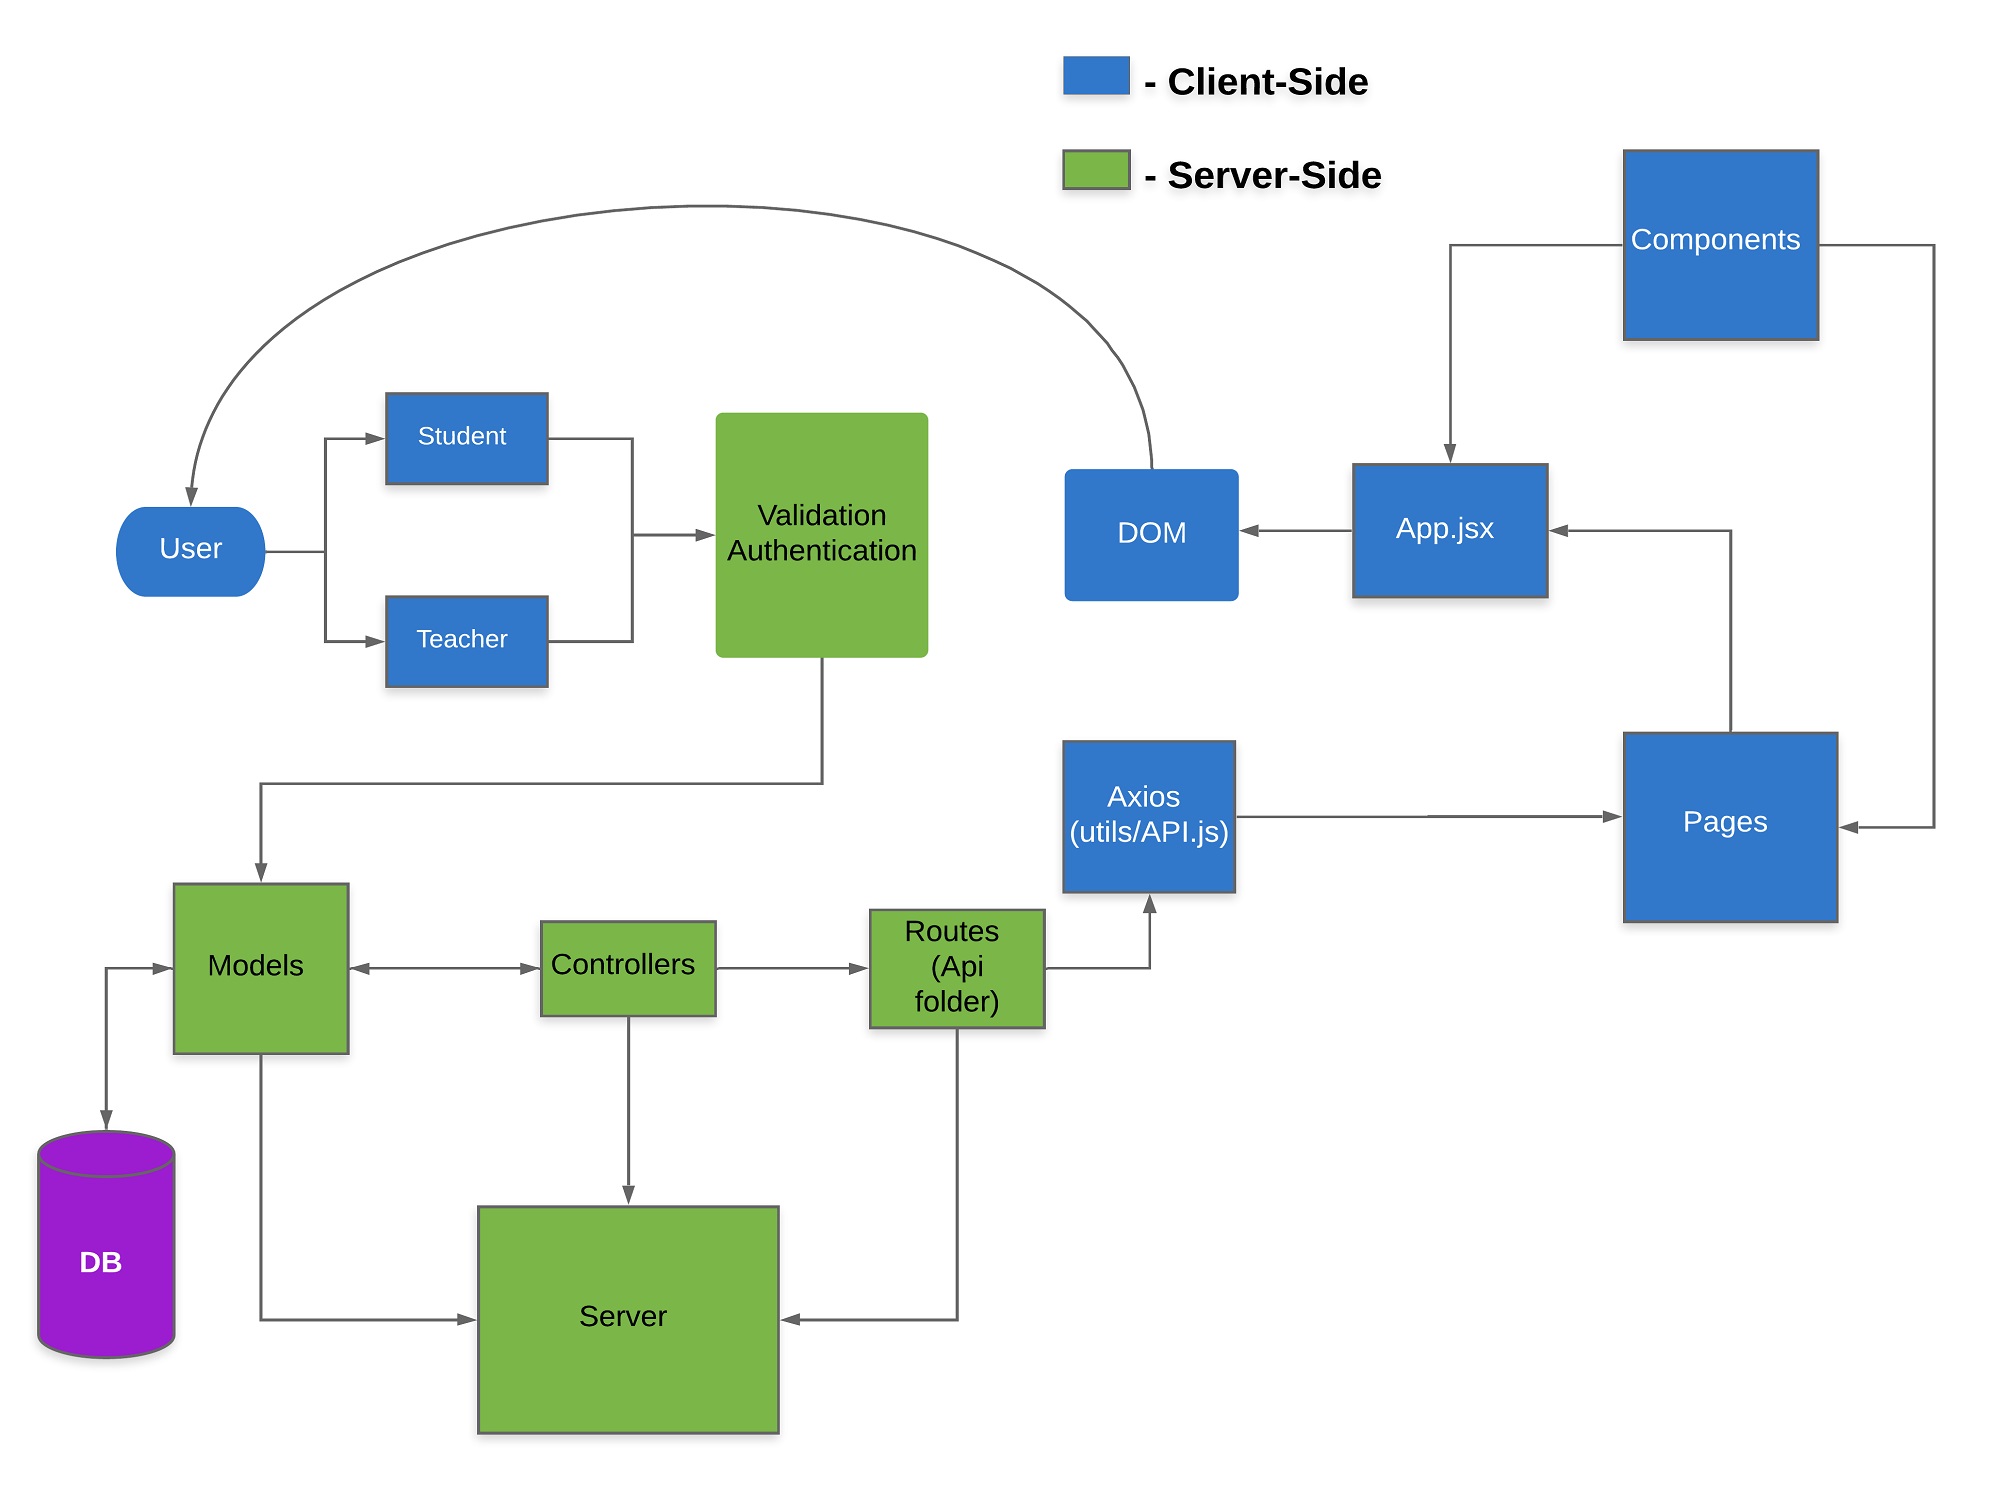 - Client-Side
- Server-Side
Components
Student
Validation
Authentication
User
DOM
App.jsx
Teacher
Axios
(utils/API.js)
Pages
Models
Controllers
Routes
(Api
folder)
DB
Server